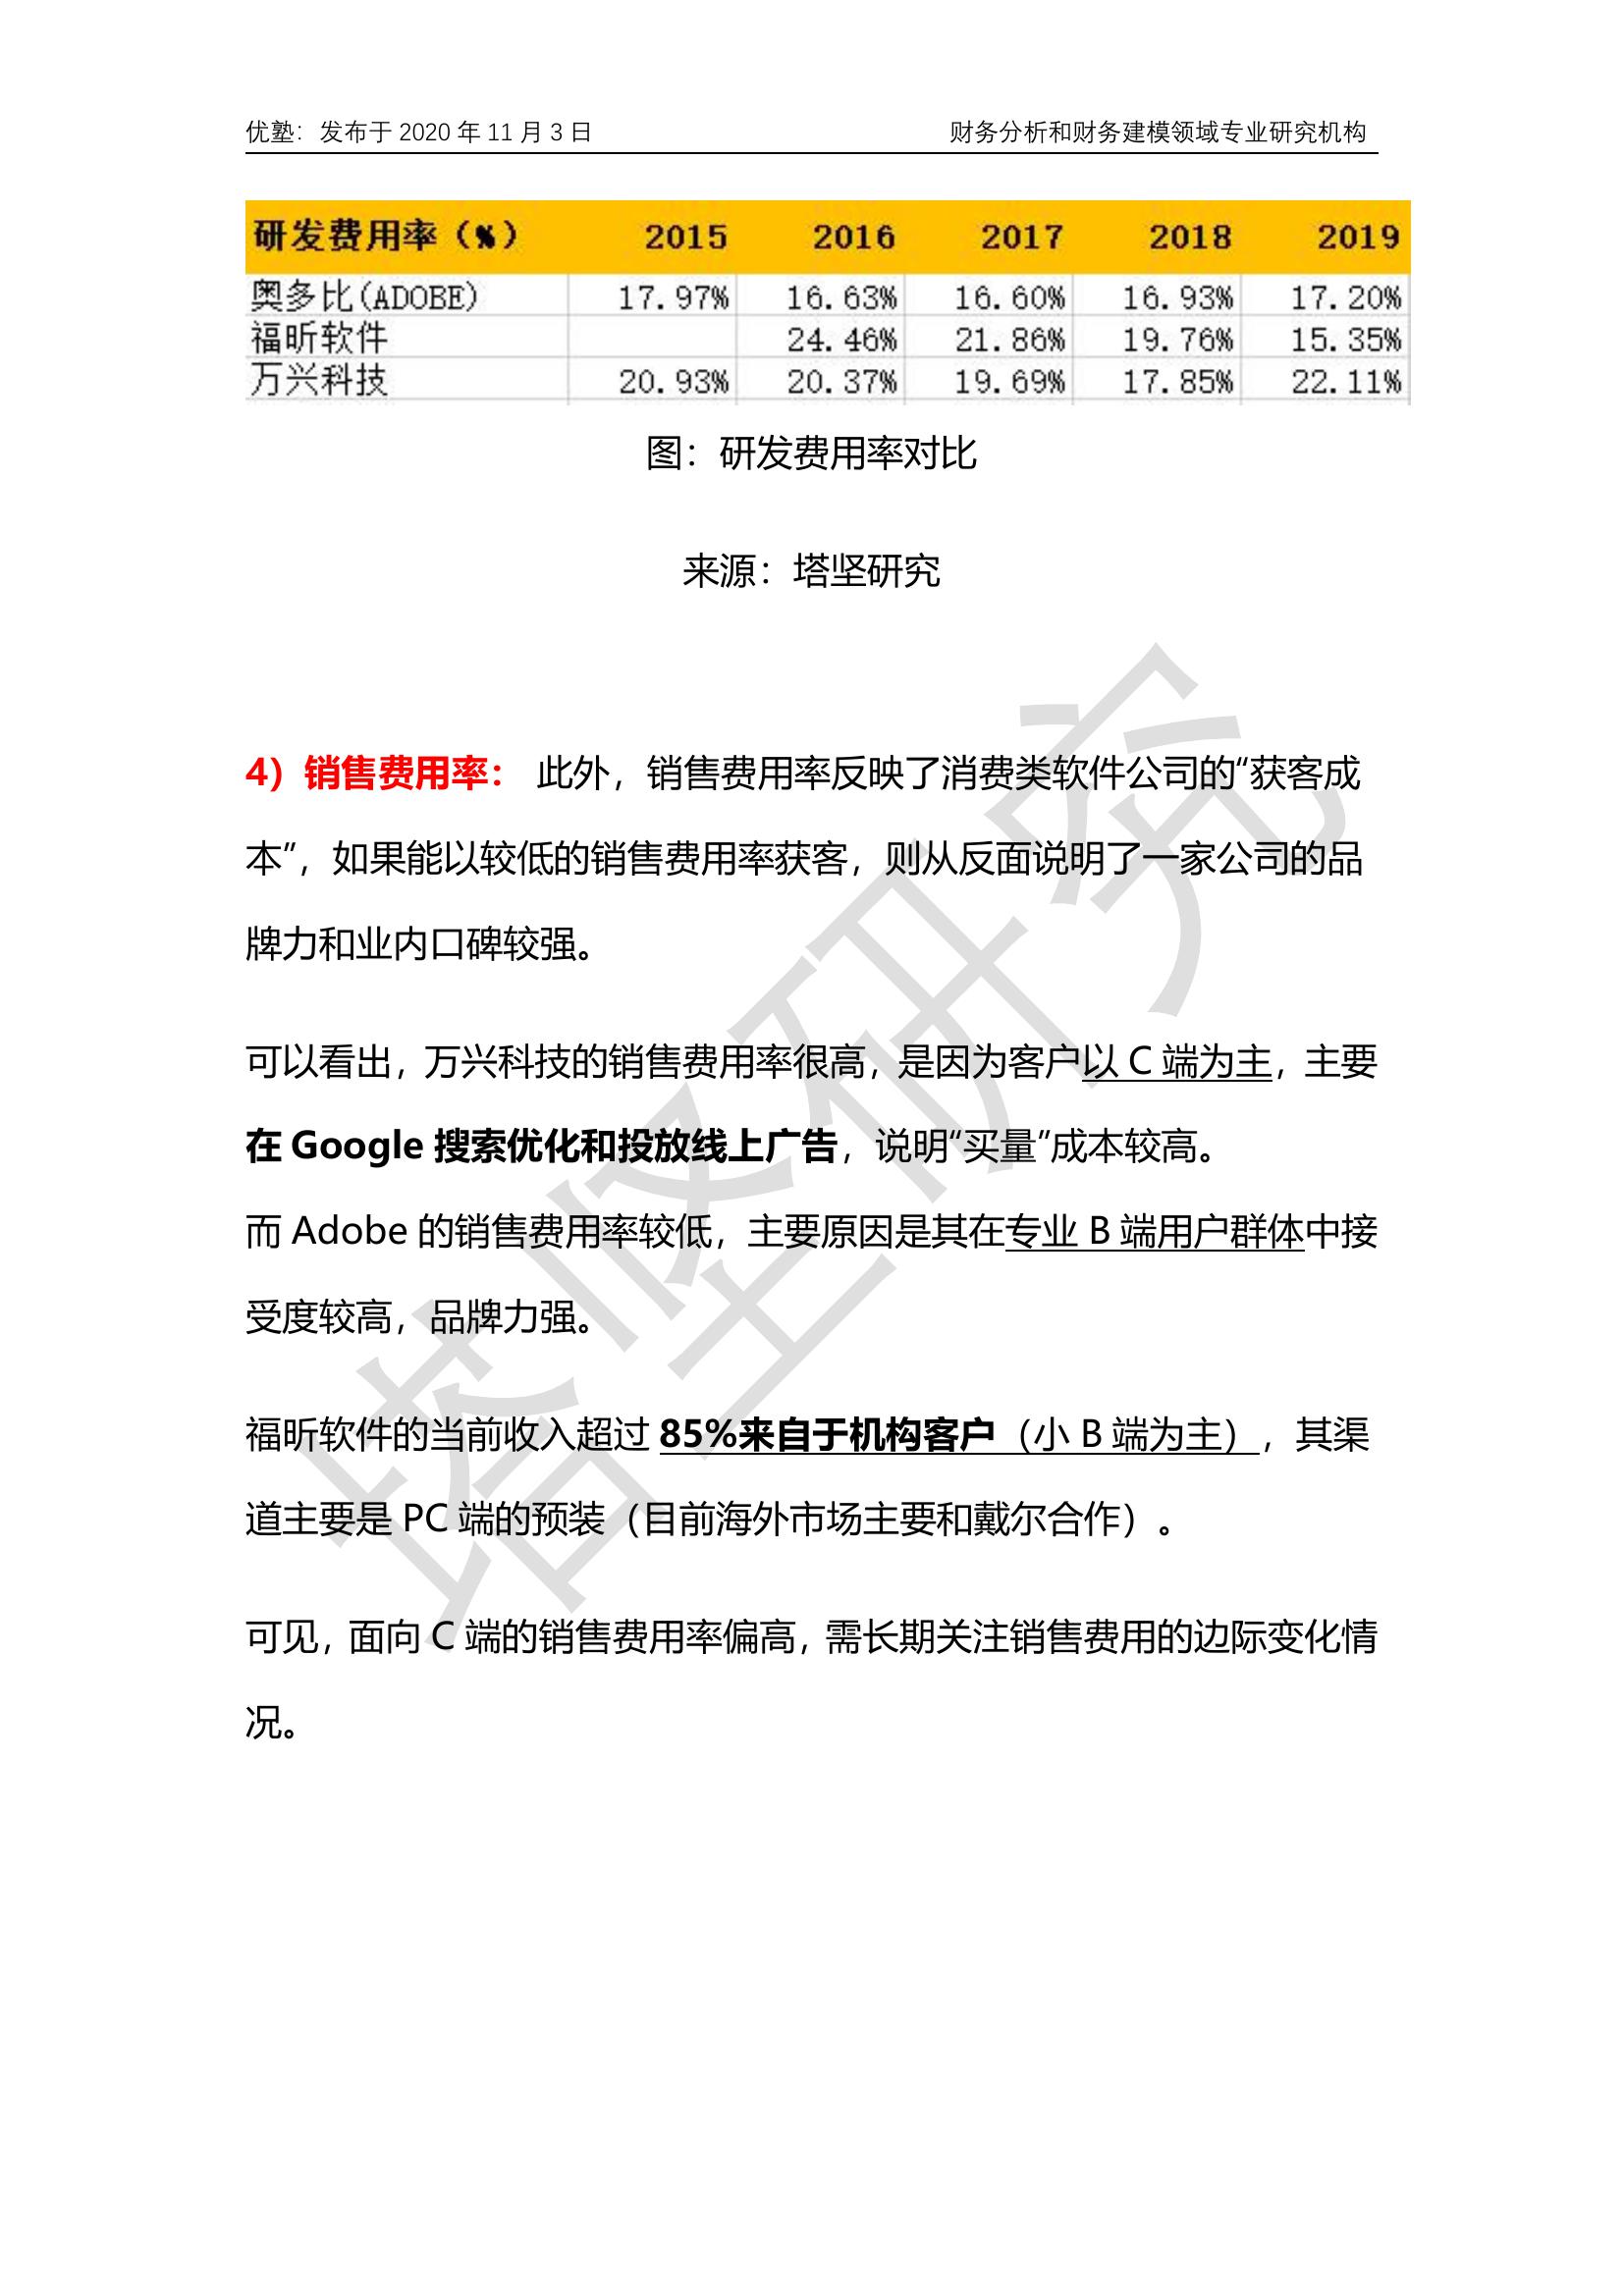 优塾：发布于 2020 年 11 月 3 日 财务分析和财务建模领域专业研究机构
研发费用率（%） 2015 2016 2017 2018 2019
奥多比(ADOBE) 17.97% 16.63% 16.60% 16.93% 17.20%
福昕软件 24.46% 21.86% 19.76% 15.35%
万兴科技 20.93% 20.37% 19.69% 17.85% 22.11%
图：研发费用率对比
来源：塔坚研究
4）销售费用率： 此外，销售费用率反映了消费类软件公司的“获客成
本”，如果能以较低的销售费用率获客，则从反面说明了一家公司的品
牌力和业内口碑较强。
可以看出，万兴科技的销售费用率很高，是因为客户以 C 端为主，主要
在 Google 搜索优化和投放线上广告，说明“买量”成本较高。
而 Adobe 的销售费用率较低，主要原因是其在专业 B 端用户群体中接
受度较高，品牌力强。
福昕软件的当前收入超过 85%来自于机构客户（小 B 端为主），其渠
道主要是 PC 端的预装（目前海外市场主要和戴尔合作）。
可见，面向 C 端的销售费用率偏高，需长期关注销售费用的边际变化情
况。
塔坚研究